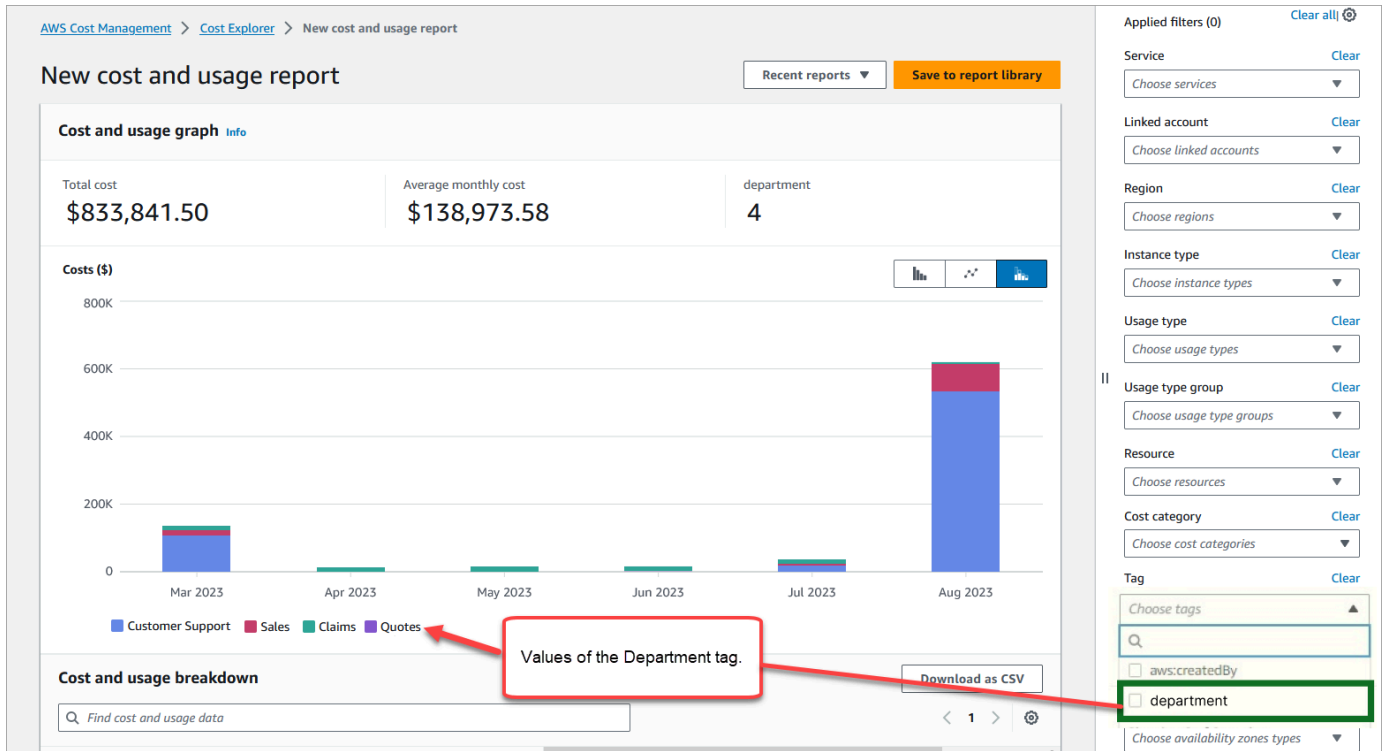 AWS Cost Management > Cost Explorer > New cost and usage report
New cost and usage report
Recent reports
Save to report library
Cost and usage graph Info
Total cost
$833,841.50
Average monthly cost
$138,973.58
department
4
Costs ($)
800K
600K
400K
200K
0
Mar 2023
Apr 2023
May 2023
Jun 2023
Jul 2023
Aug 2023
Customer Support
Sales
Claims
Quotes
Values of the Department tag.
Cost and usage breakdown
Download as CSV
Find cost and usage data
< 1 >
Applied filters (0)
Clear all|
Service
Clear
Choose services
Linked account
Clear
Choose linked accounts
Region
Clear
Choose regions
Instance type
Clear
Choose instance types
Usage type
Clear
Choose usage types
Usage type group
Clear
Choose usage type groups
Resource
Clear
Choose resources
Cost category
Clear
Choose cost categories
Tag
Clear
Choose tags
aws:createdBy
department
Choose availability zones types